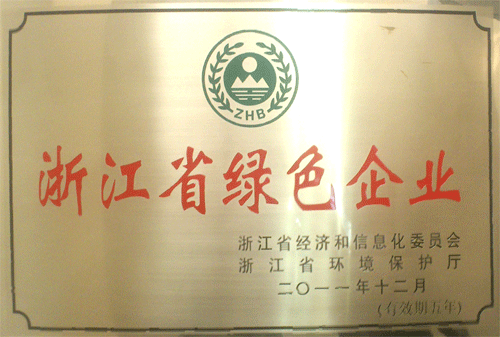 ZHB
浙江省绿色企业
浙江省经济和信息化委员会
浙江省环境保护厅
二〇一一年十二月
(有效期五年)